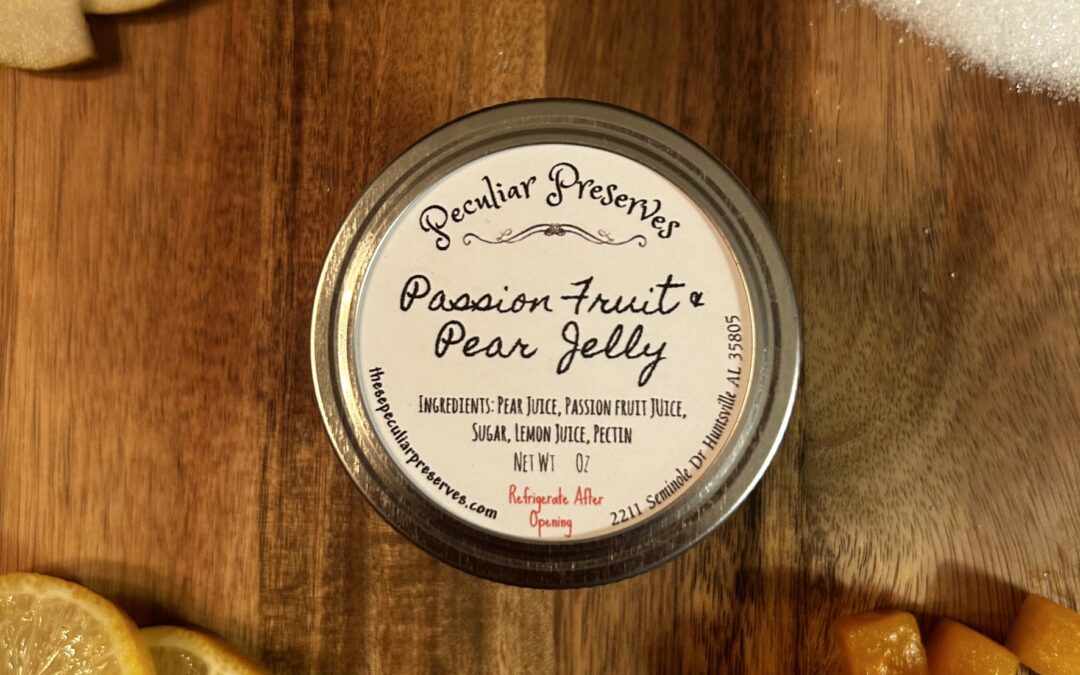 Peculiar Preserves
Passion Fruit &
Pear Jelly
Ingredients: Pear Juice, Passion fruit JUice,
Sugar, Lemon Juice, Pectin
Net Wt Oz
Refrigerate After
Opening
thesepeculiarpreserves.com
2211 Seminole Dr Huntsville AL 35805